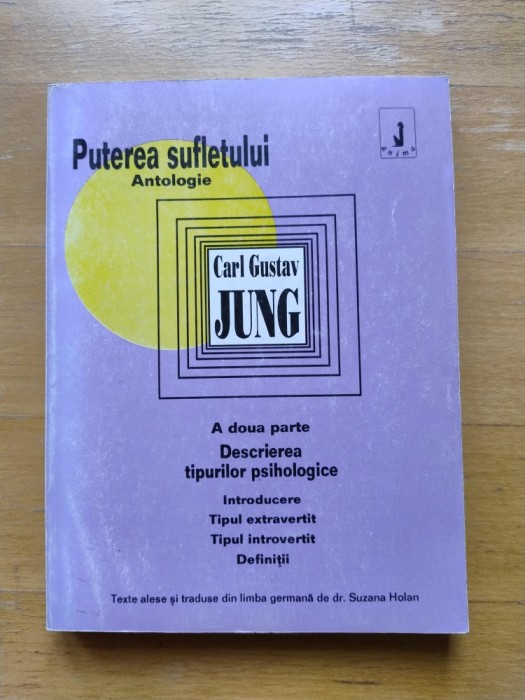 Puterea sufletului
Antologie
anima
Carl Gustav
JUNG
A doua parte
Descrierea
tipurilor psihologice
Introducere
Tipul extravertit
Tipul introvertit
Definiții
Texte alese și traduse din limba germană de dr. Suzana Holan